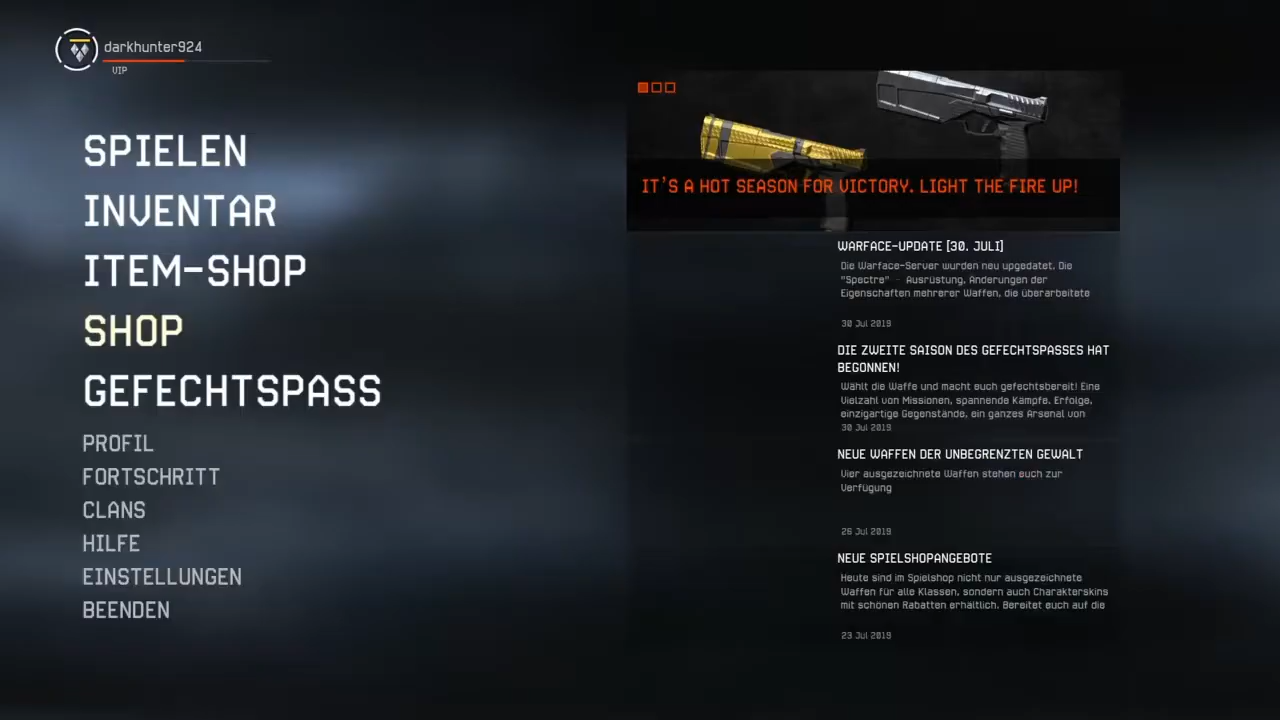 darkhunter924
VIP
SPIELEN
INVENTAR
ITEM-SHOP
SHOP
GEFECHTSPASS
PROFIL
FORTSCHRITT
CLANS
HILFE
EINSTELLUNGEN
BEENDEN
IT'S A HOT SEASON FOR VICTORY. LIGHT THE FIRE UP!
WARFACE-UPDATE [30. JULI]
Die Warface-Server wurden neu upgedatet. Die
"Spectre" - Ausrüstung, Änderungen der
Eigenschaften mehrerer Waffen, die überarbeitete
30 Jul 2019
DIE ZWEITE SAISON DES GEFECHTSPASSES HAT
BEGONNEN!
Wählt die Waffe und macht euch gefechtsbereit! Eine
Vielzahl von Missionen, spannende Kämpfe, Erfolge,
einzigartige Gegenstände, ein ganzes Arsenal von
30 Jul 2019
NEUE WAFFEN DER UNBEGRENZTEN GEWALT
Vier ausgezeichnete Waffen stehen euch zur
Verfügung
26 Jul 2019
NEUE SPIELSHOPANGEBOTE
Heute sind im Spielshop nicht nur ausgezeichnete
Waffen für alle Klassen, sondern auch Charakterskins
mit schönen Rabatten erhältlich. Bereitet euch auf die
23 Jul 2019